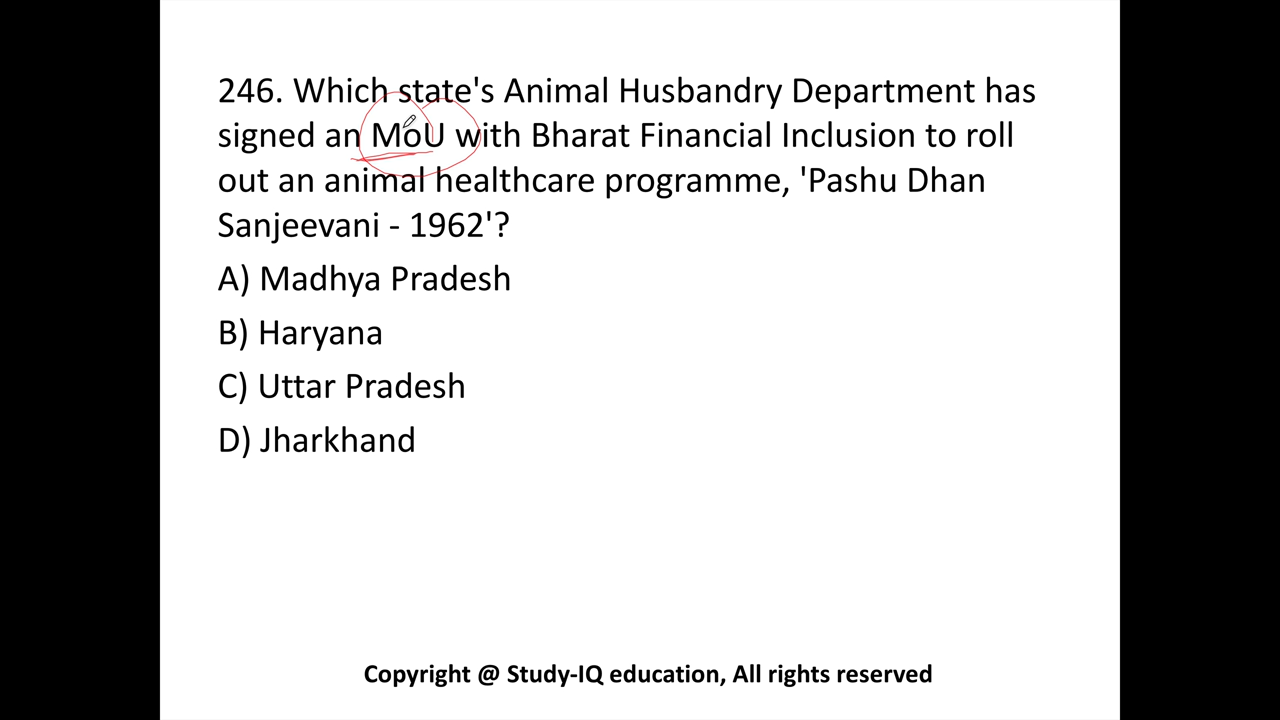 246. Which state's Animal Husbandry Department has
signed an MoU with Bharat Financial Inclusion to roll
out an animal healthcare programme, 'Pashu Dhan
Sanjeevani - 1962'?
A) Madhya Pradesh
B) Haryana
C) Uttar Pradesh
D) Jharkhand
Copyright @ Study-IQ education, All rights reserved